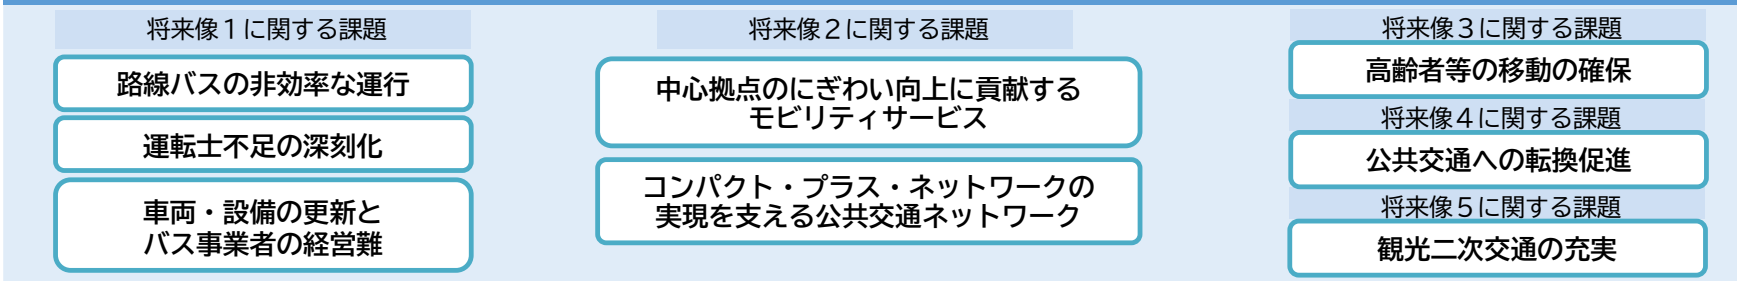 将来像１に関する課題
路線バスの非効率な運行
運転士不足の深刻化
車両・設備の更新と
バス事業者の経営難
将来像２に関する課題
中心拠点のにぎわい向上に貢献する
モビリティサービス
コンパクト・プラス・ネットワークの
実現を支える公共交通ネットワーク
将来像３に関する課題
高齢者等の移動の確保
将来像４に関する課題
公共交通への転換促進
将来像５に関する課題
観光二次交通の充実